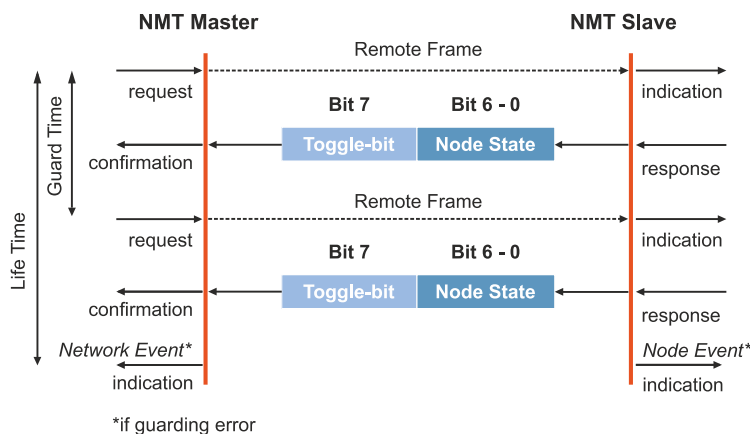 NMT Master
NMT Slave
Remote Frame
request
indication
Bit 7
Bit 6 - 0
Toggle-bit
Node State
confirmation
response
Guard Time
Life Time
Remote Frame
request
indication
Bit 7
Bit 6 - 0
Toggle-bit
Node State
confirmation
response
Network Event*
Node Event*
indication
indication
*if guarding error